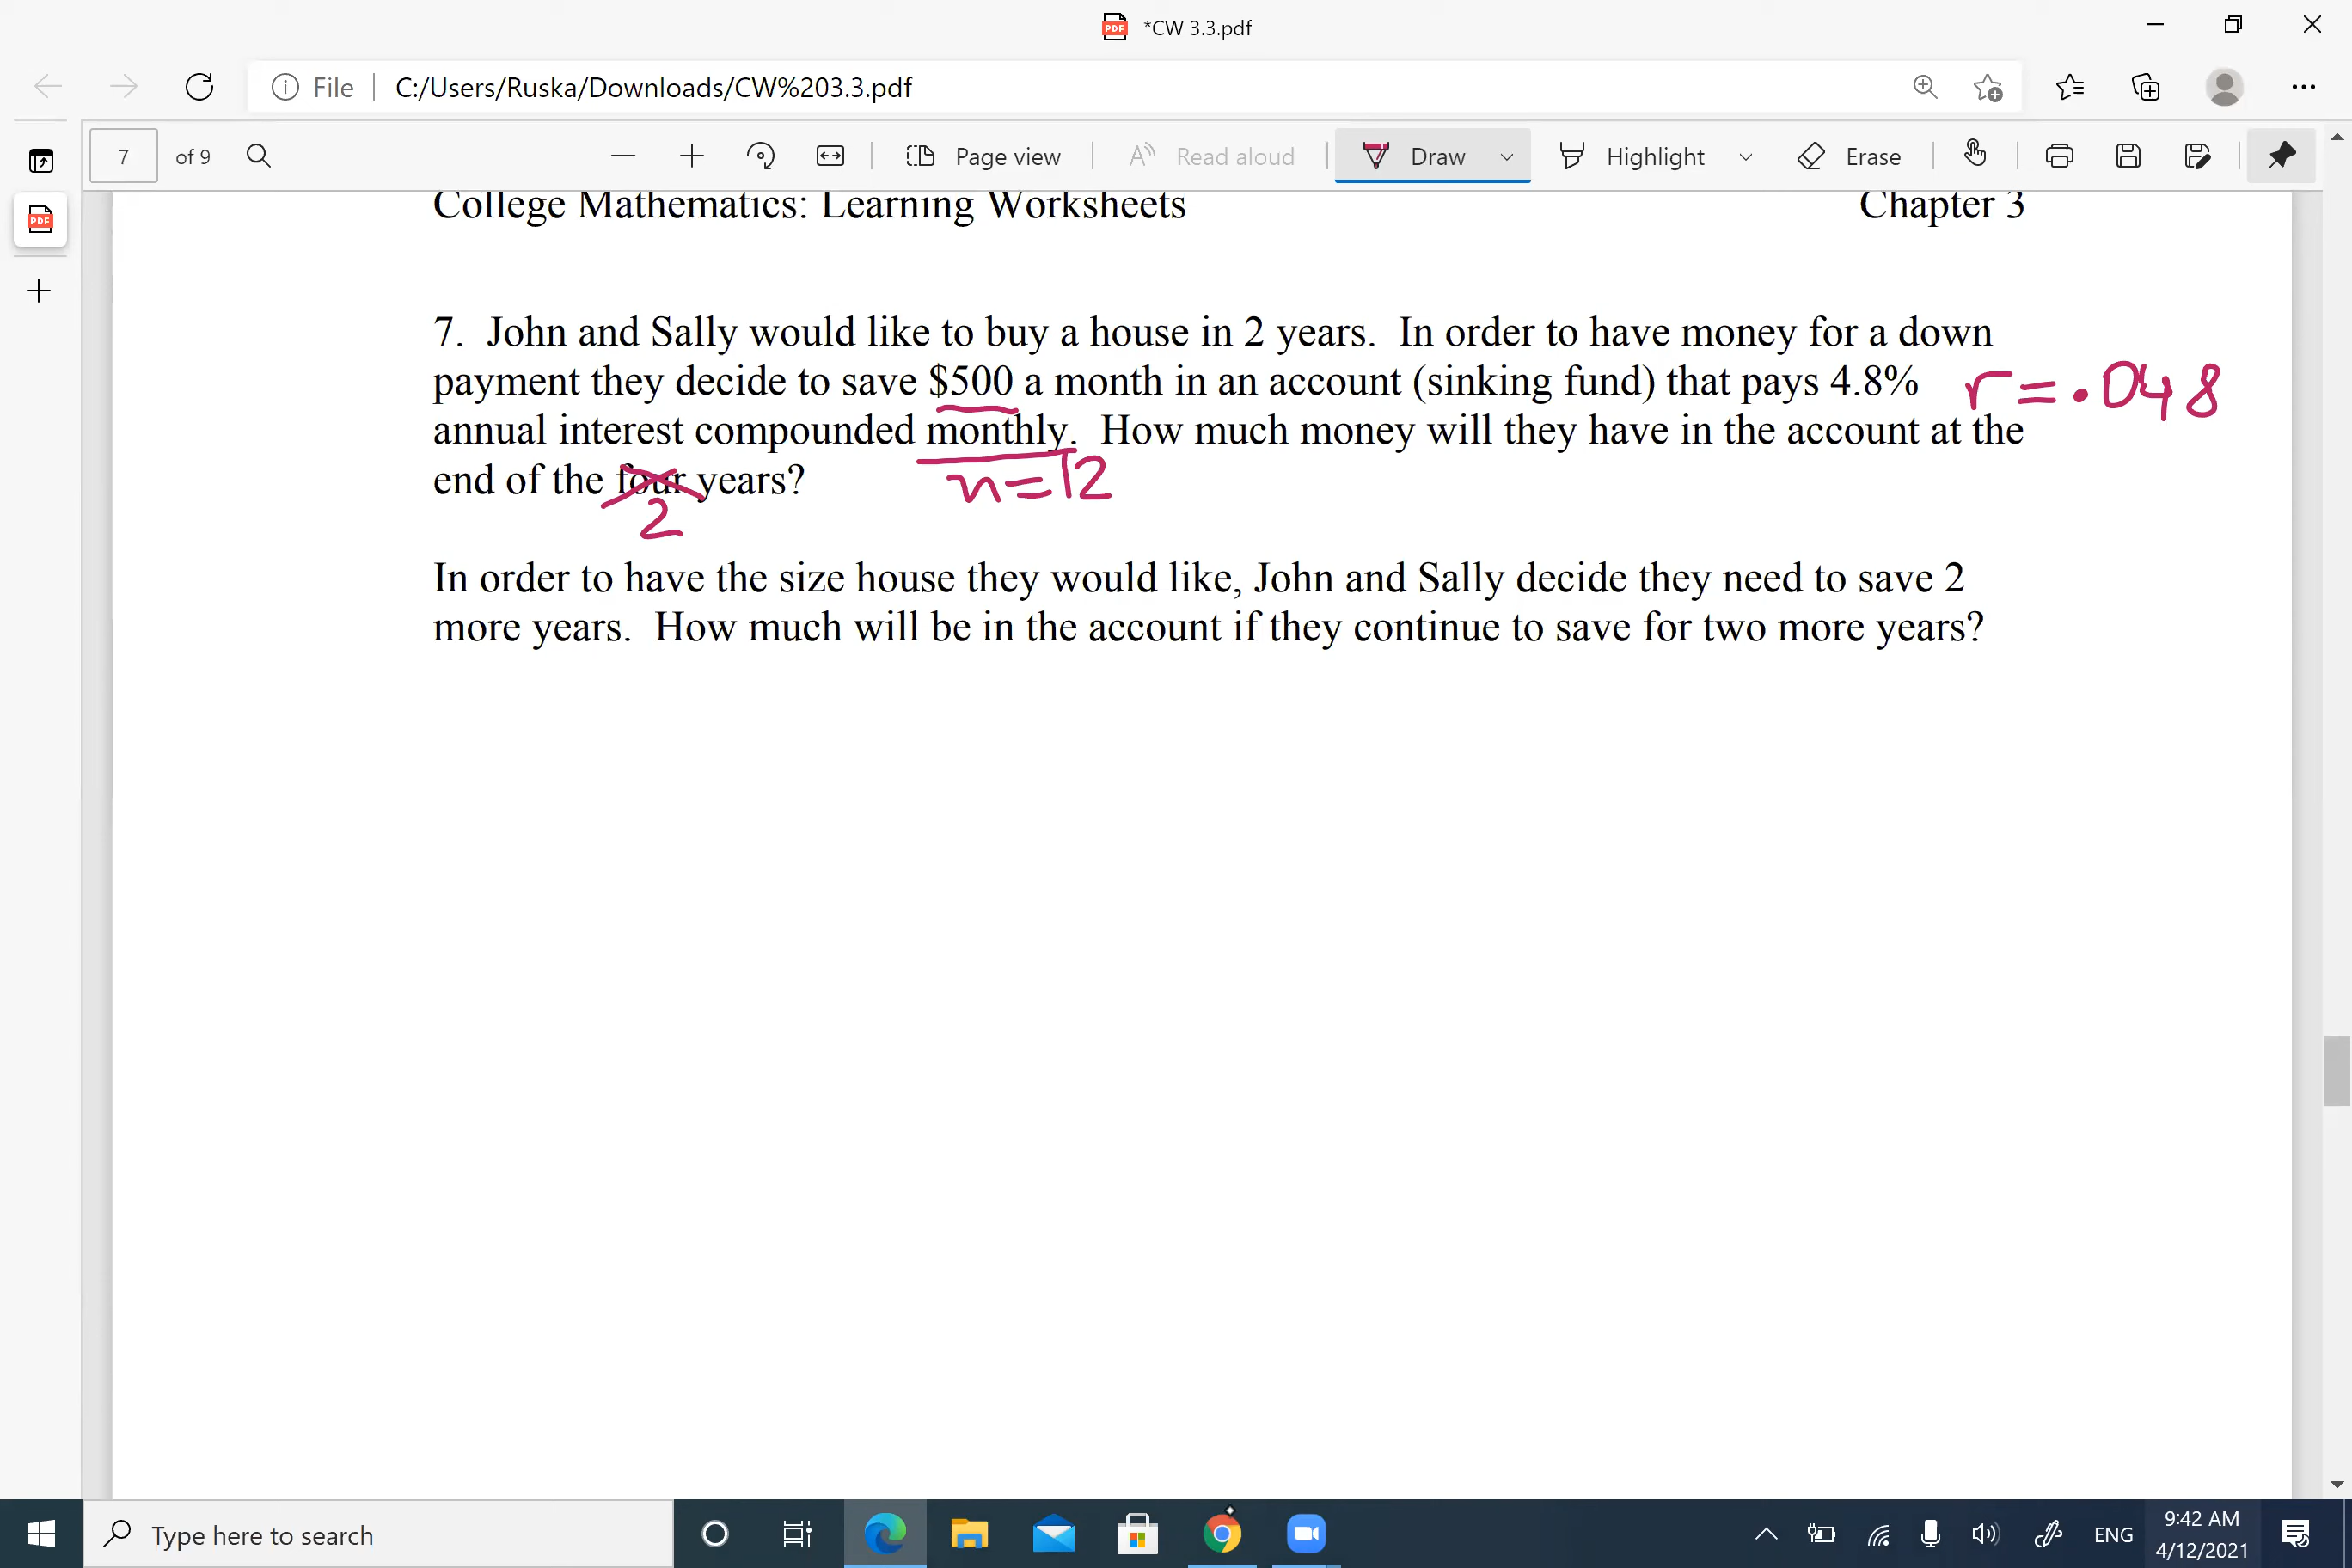 *CW 3.3.pdf
File C:/Users/Ruska/Downloads/CW%203.3.pdf
7 of 9 Page view Read aloud Draw Highlight Erase
College Mathematics: Learning Worksheets Chapter 3
7. John and Sally would like to buy a house in 2 years. In order to have money for a down
payment they decide to save $500 a month in an account (sinking fund) that pays 4.8% r = .048
annual interest compounded monthly. How much money will they have in the account at the
end of the four years? n=12
2
In order to have the size house they would like, John and Sally decide they need to save 2
more years. How much will be in the account if they continue to save for two more years?
Type here to search ENG 9:42 AM
4/12/2021